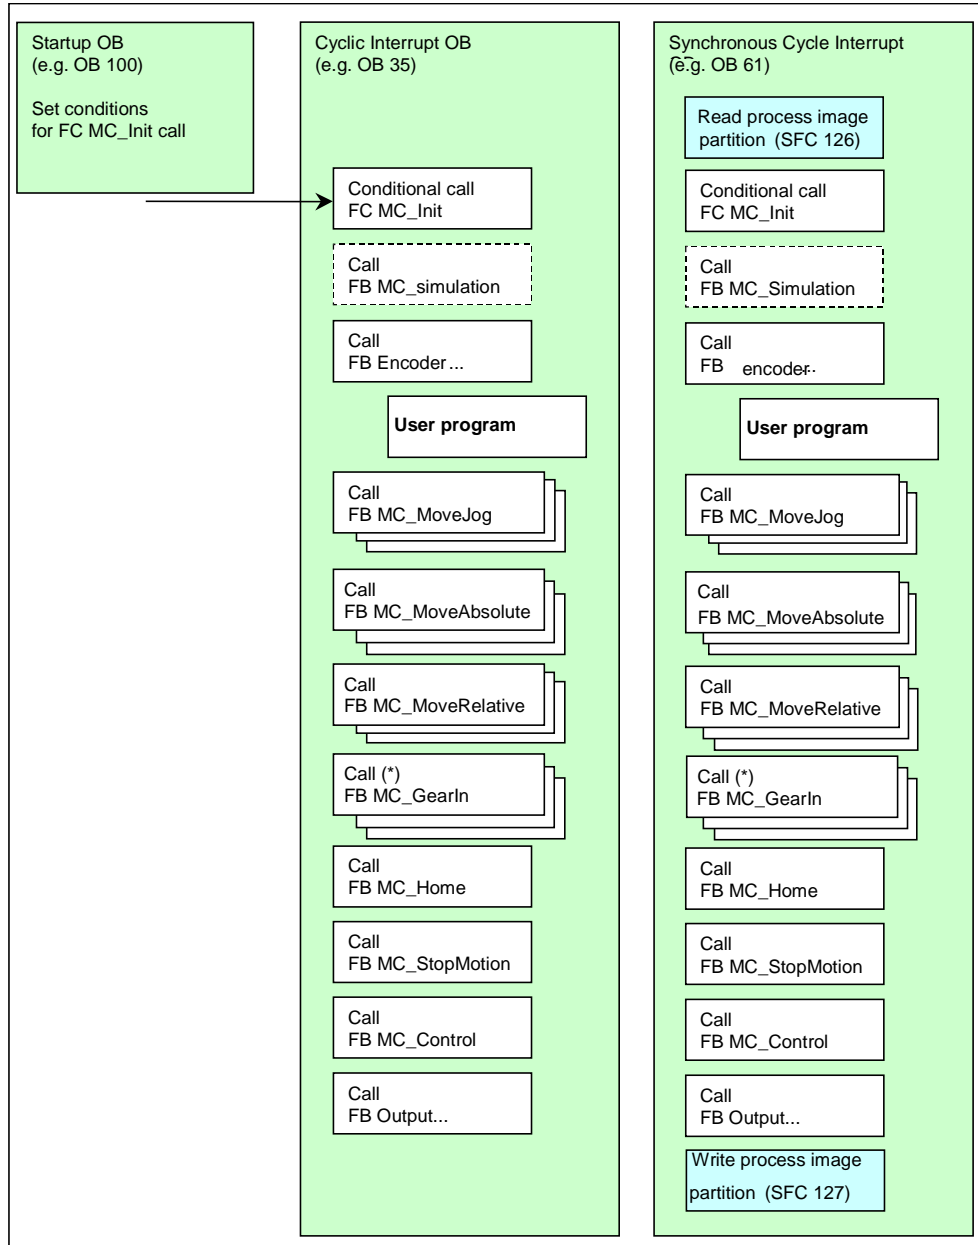 Startup OB
(e.g. OB 100)
Set conditions
for FC MC_Init call
Cyclic Interrupt OB
(e.g. OB 35)
Conditional call
FC MC_Init
Call
FB MC_simulation
Call
FB Encoder...
User program
Call
FB MC_MoveJog
Call
FB MC_MoveAbsolute
Call
FB MC_MoveRelative
Call (*)
FB MC_GearIn
Call
FB MC_Home
Call
FB MC_StopMotion
Call
FB MC_Control
Call
FB Output...
Synchronous Cycle Interrupt
(e.g. OB 61)
Read process image
partition (SFC 126)
Conditional call
FC MC_Init
Call
FB MC_Simulation
Call
FB encoder...
User program
Call
FB MC_MoveJog
Call
FB MC_MoveAbsolute
Call
FB MC_MoveRelative
Call (*)
FB MC_GearIn
Call
FB MC_Home
Call
FB MC_StopMotion
Call
FB MC_Control
Call
FB Output...
Write process image
partition (SFC 127)